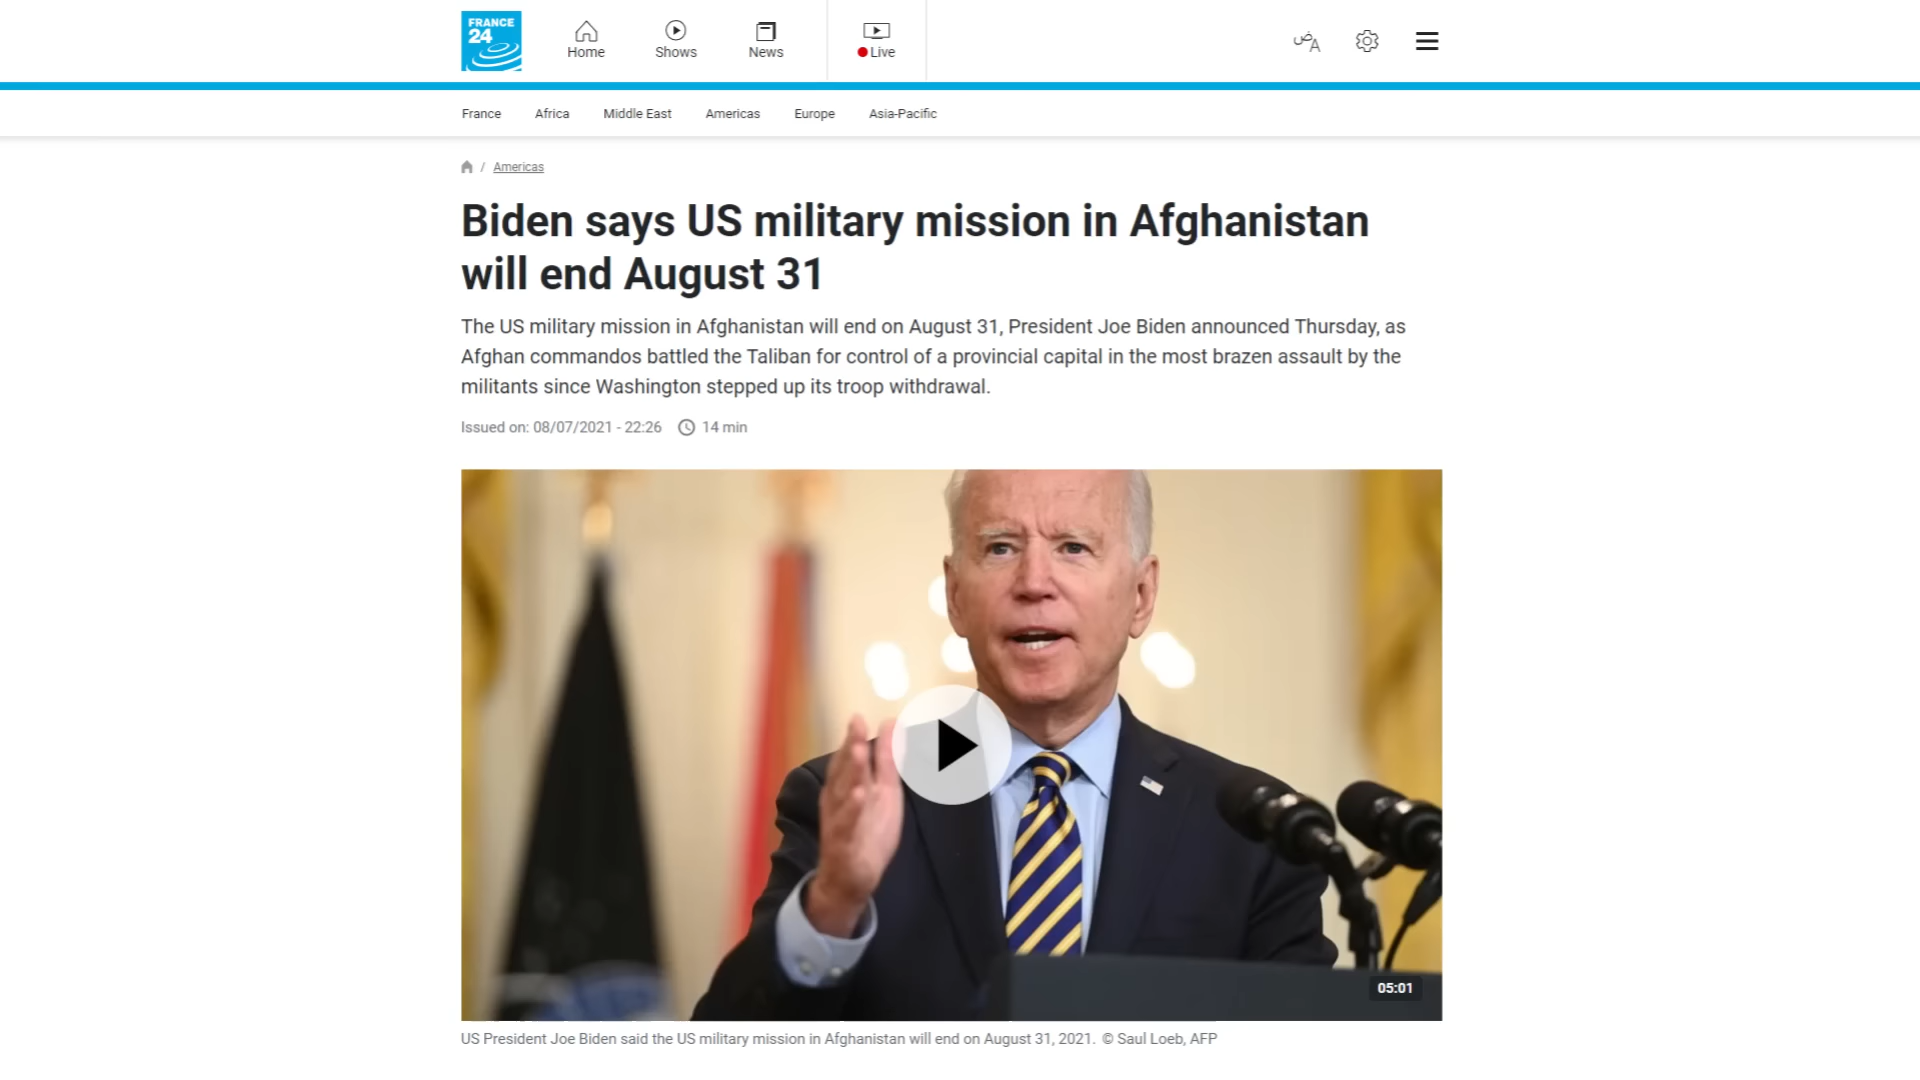 FRANCE
24
Home
Shows
News
Live
ض
A
France
Africa
Middle East
Americas
Europe
Asia-Pacific
/ Americas
Biden says US military mission in Afghanistan
will end August 31
The US military mission in Afghanistan will end on August 31, President Joe Biden announced Thursday, as
Afghan commandos battled the Taliban for control of a provincial capital in the most brazen assault by the
militants since Washington stepped up its troop withdrawal.
Issued on: 08/07/2021 - 22:26 14 min
05:01
US President Joe Biden said the US military mission in Afghanistan will end on August 31, 2021. © Saul Loeb, AFP